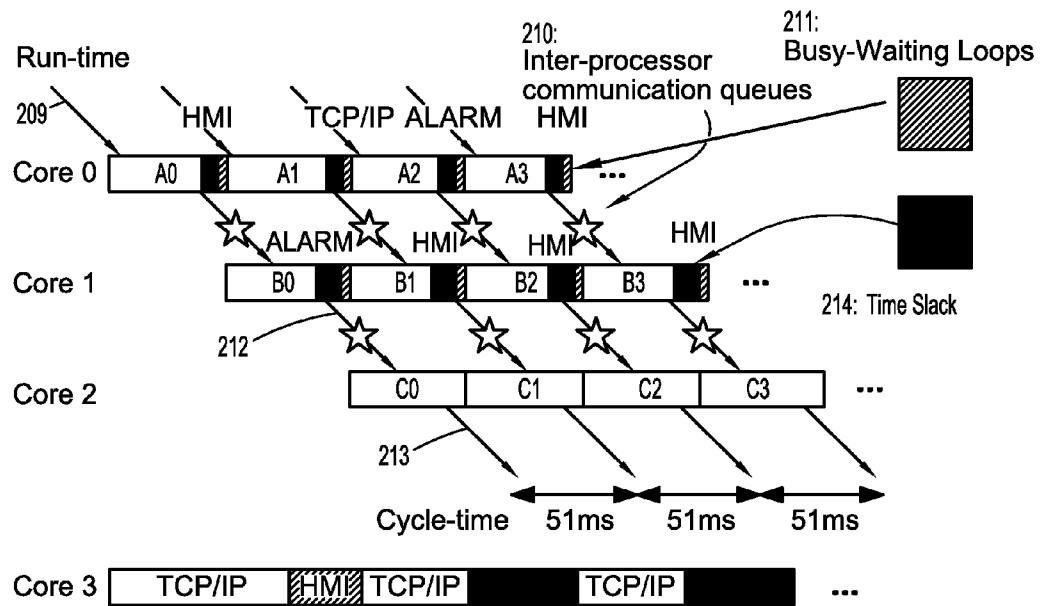 210:
211:
Inter-processor
communication queues
Busy-Waiting Loops
Run-time
209
HMI TCP/IP ALARM HMI
Core 0 A0 A1 A2 A3 ...
ALARM HMI HMI HMI
Core 1 B0 B1 B2 B3 ...
212
214: Time Slack
Core 2 C0 C1 C2 C3 ...
213
Cycle-time 51ms 51ms 51ms
Core 3 TCP/IP HMI TCP/IP TCP/IP ...